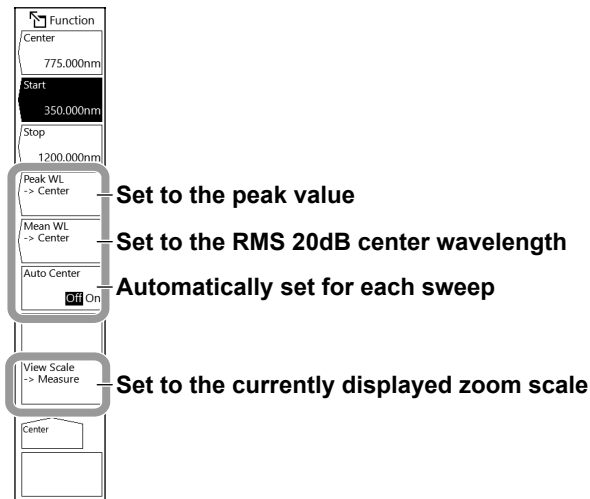 Function
Center
775.000nm
Start
350.000nm
Stop
1200.000nm
Peak WL
-> Center
Set to the peak value
Mean WL
-> Center
Set to the RMS 20dB center wavelength
Auto Center
Off On
Automatically set for each sweep
View Scale
-> Measure
Set to the currently displayed zoom scale
Center